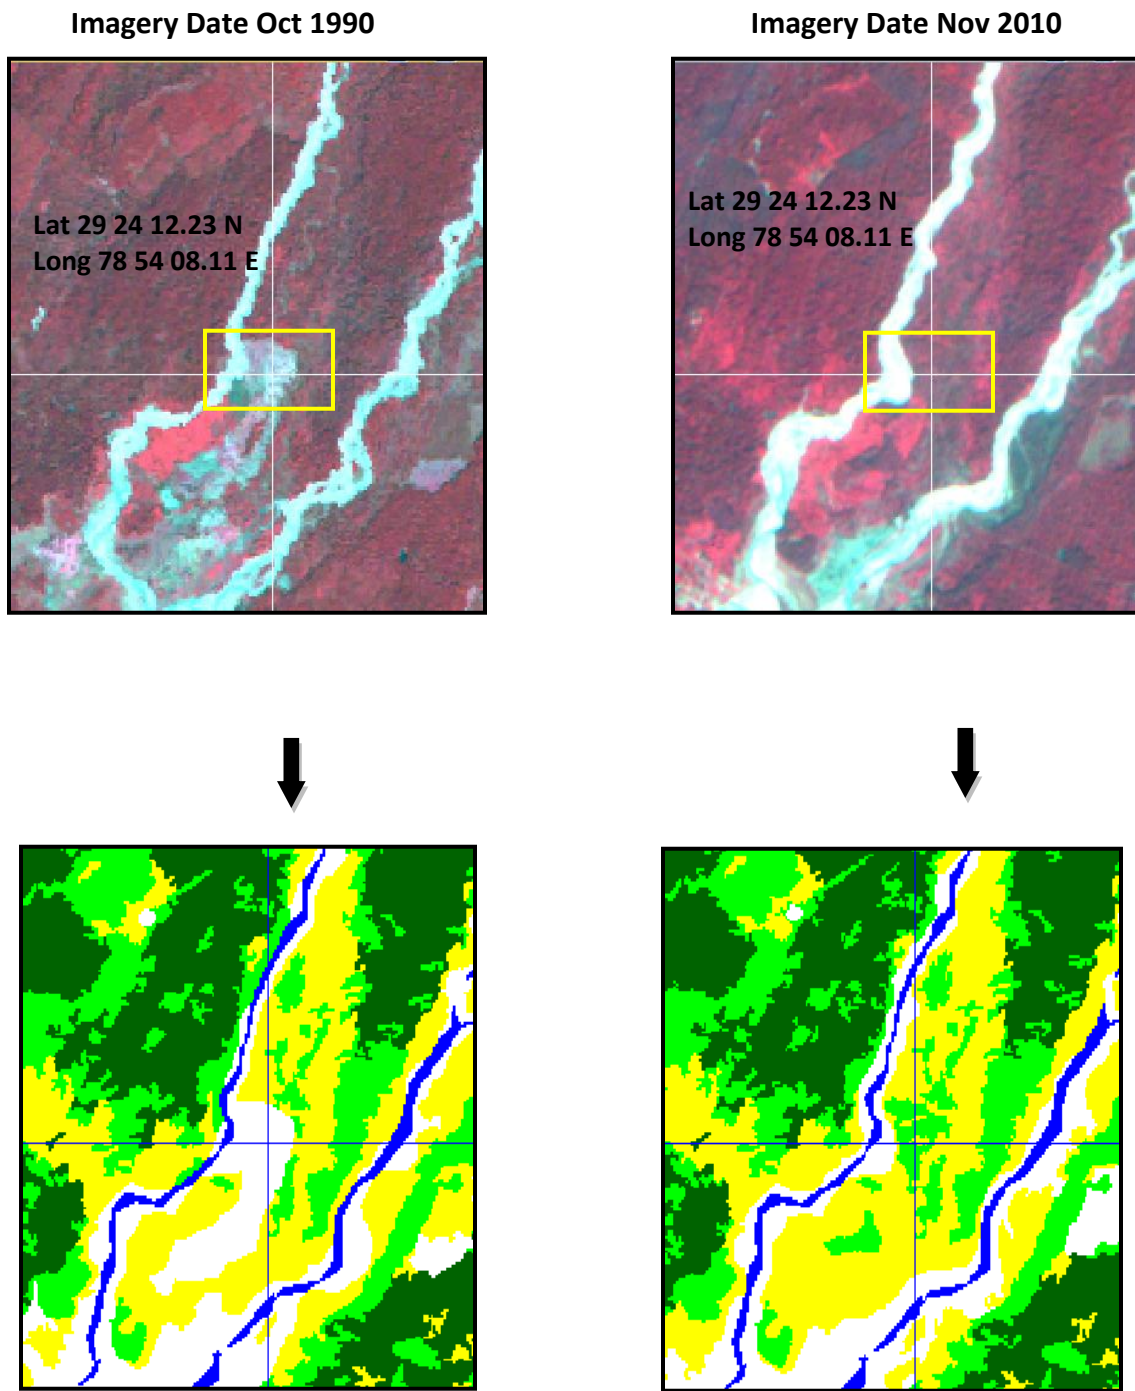 Imagery Date Oct 1990
Imagery Date Nov 2010
Lat 29 24 12.23 N
Long 78 54 08.11 E
Lat 29 24 12.23 N
Long 78 54 08.11 E